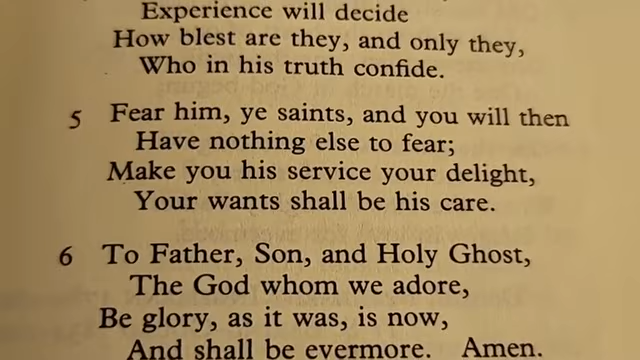 Experience will decide
How blest are they, and only they,
Who in his truth confide.
5 Fear him, ye saints, and you will then
Have nothing else to fear;
Make you his service your delight,
Your wants shall be his care.
6 To Father, Son, and Holy Ghost,
The God whom we adore,
Be glory, as it was, is now,
And shall be evermore. Amen.